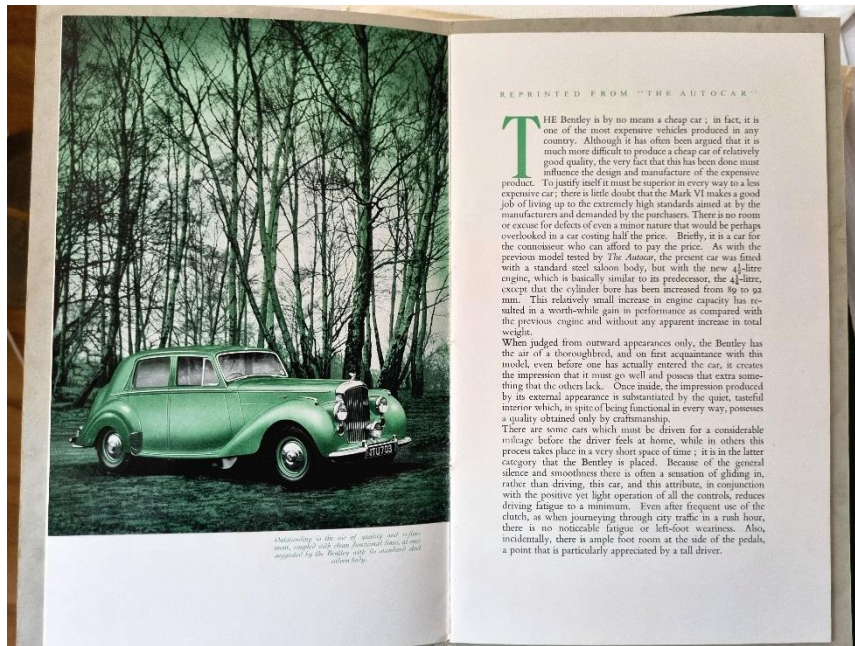 Outstanding is the air of quality and refine-
ment, coupled with clean functional lines, at once
suggested by the Bentley with its standard steel
saloon body.
REPRINTED FROM "THE AUTOCAR"
THE Bentley is by no means a cheap car ; in fact, it is
one of the most expensive vehicles produced in any
country. Although it has often been argued that it is
much more difficult to produce a cheap car of relatively
good quality, the very fact that this has been done must
influence the design and manufacture of the expensive
product. To justify itself it must be superior in every way to a less
expensive car ; there is little doubt that the Mark VI makes a good
job of living up to the extremely high standards aimed at by the
manufacturers and demanded by the purchasers. There is no room
or excuse for defects of even a minor nature that would be perhaps
overlooked in a car costing half the price. Briefly, it is a car for
the connoisseur who can afford to pay the price. As with the
previous model tested by The Autocar, the present car was fitted
with a standard steel saloon body, but with the new 4½-litre
engine, which is basically similar to its predecessor, the 4¼-litre,
except that the cylinder bore has been increased from 89 to 92
mm. This relatively small increase in engine capacity has re-
sulted in a worth-while gain in performance as compared with
the previous engine and without any apparent increase in total
weight.
When judged from outward appearances only, the Bentley has
the air of a thoroughbred, and on first acquaintance with this
model, even before one has actually entered the car, it creates
the impression that it must go well and possess that extra some-
thing that the others lack. Once inside, the impression produced
by its external appearance is substantiated by the quiet, tasteful
interior which, in spite of being functional in every way, possesses
a quality obtained only by craftsmanship.
There are some cars which must be driven for a considerable
mileage before the driver feels at home, while in others this
process takes place in a very short space of time ; it is in the latter
category that the Bentley is placed. Because of the general
silence and smoothness there is often a sensation of gliding in,
rather than driving, this car, and this attribute, in conjunction
with the positive yet light operation of all the controls, reduces
driving fatigue to a minimum. Even after frequent use of the
clutch, as when journeying through city traffic in a rush hour,
there is no noticeable fatigue or left-foot weariness. Also,
incidentally, there is ample foot room at the side of the pedals,
a point that is particularly appreciated by a tall driver.